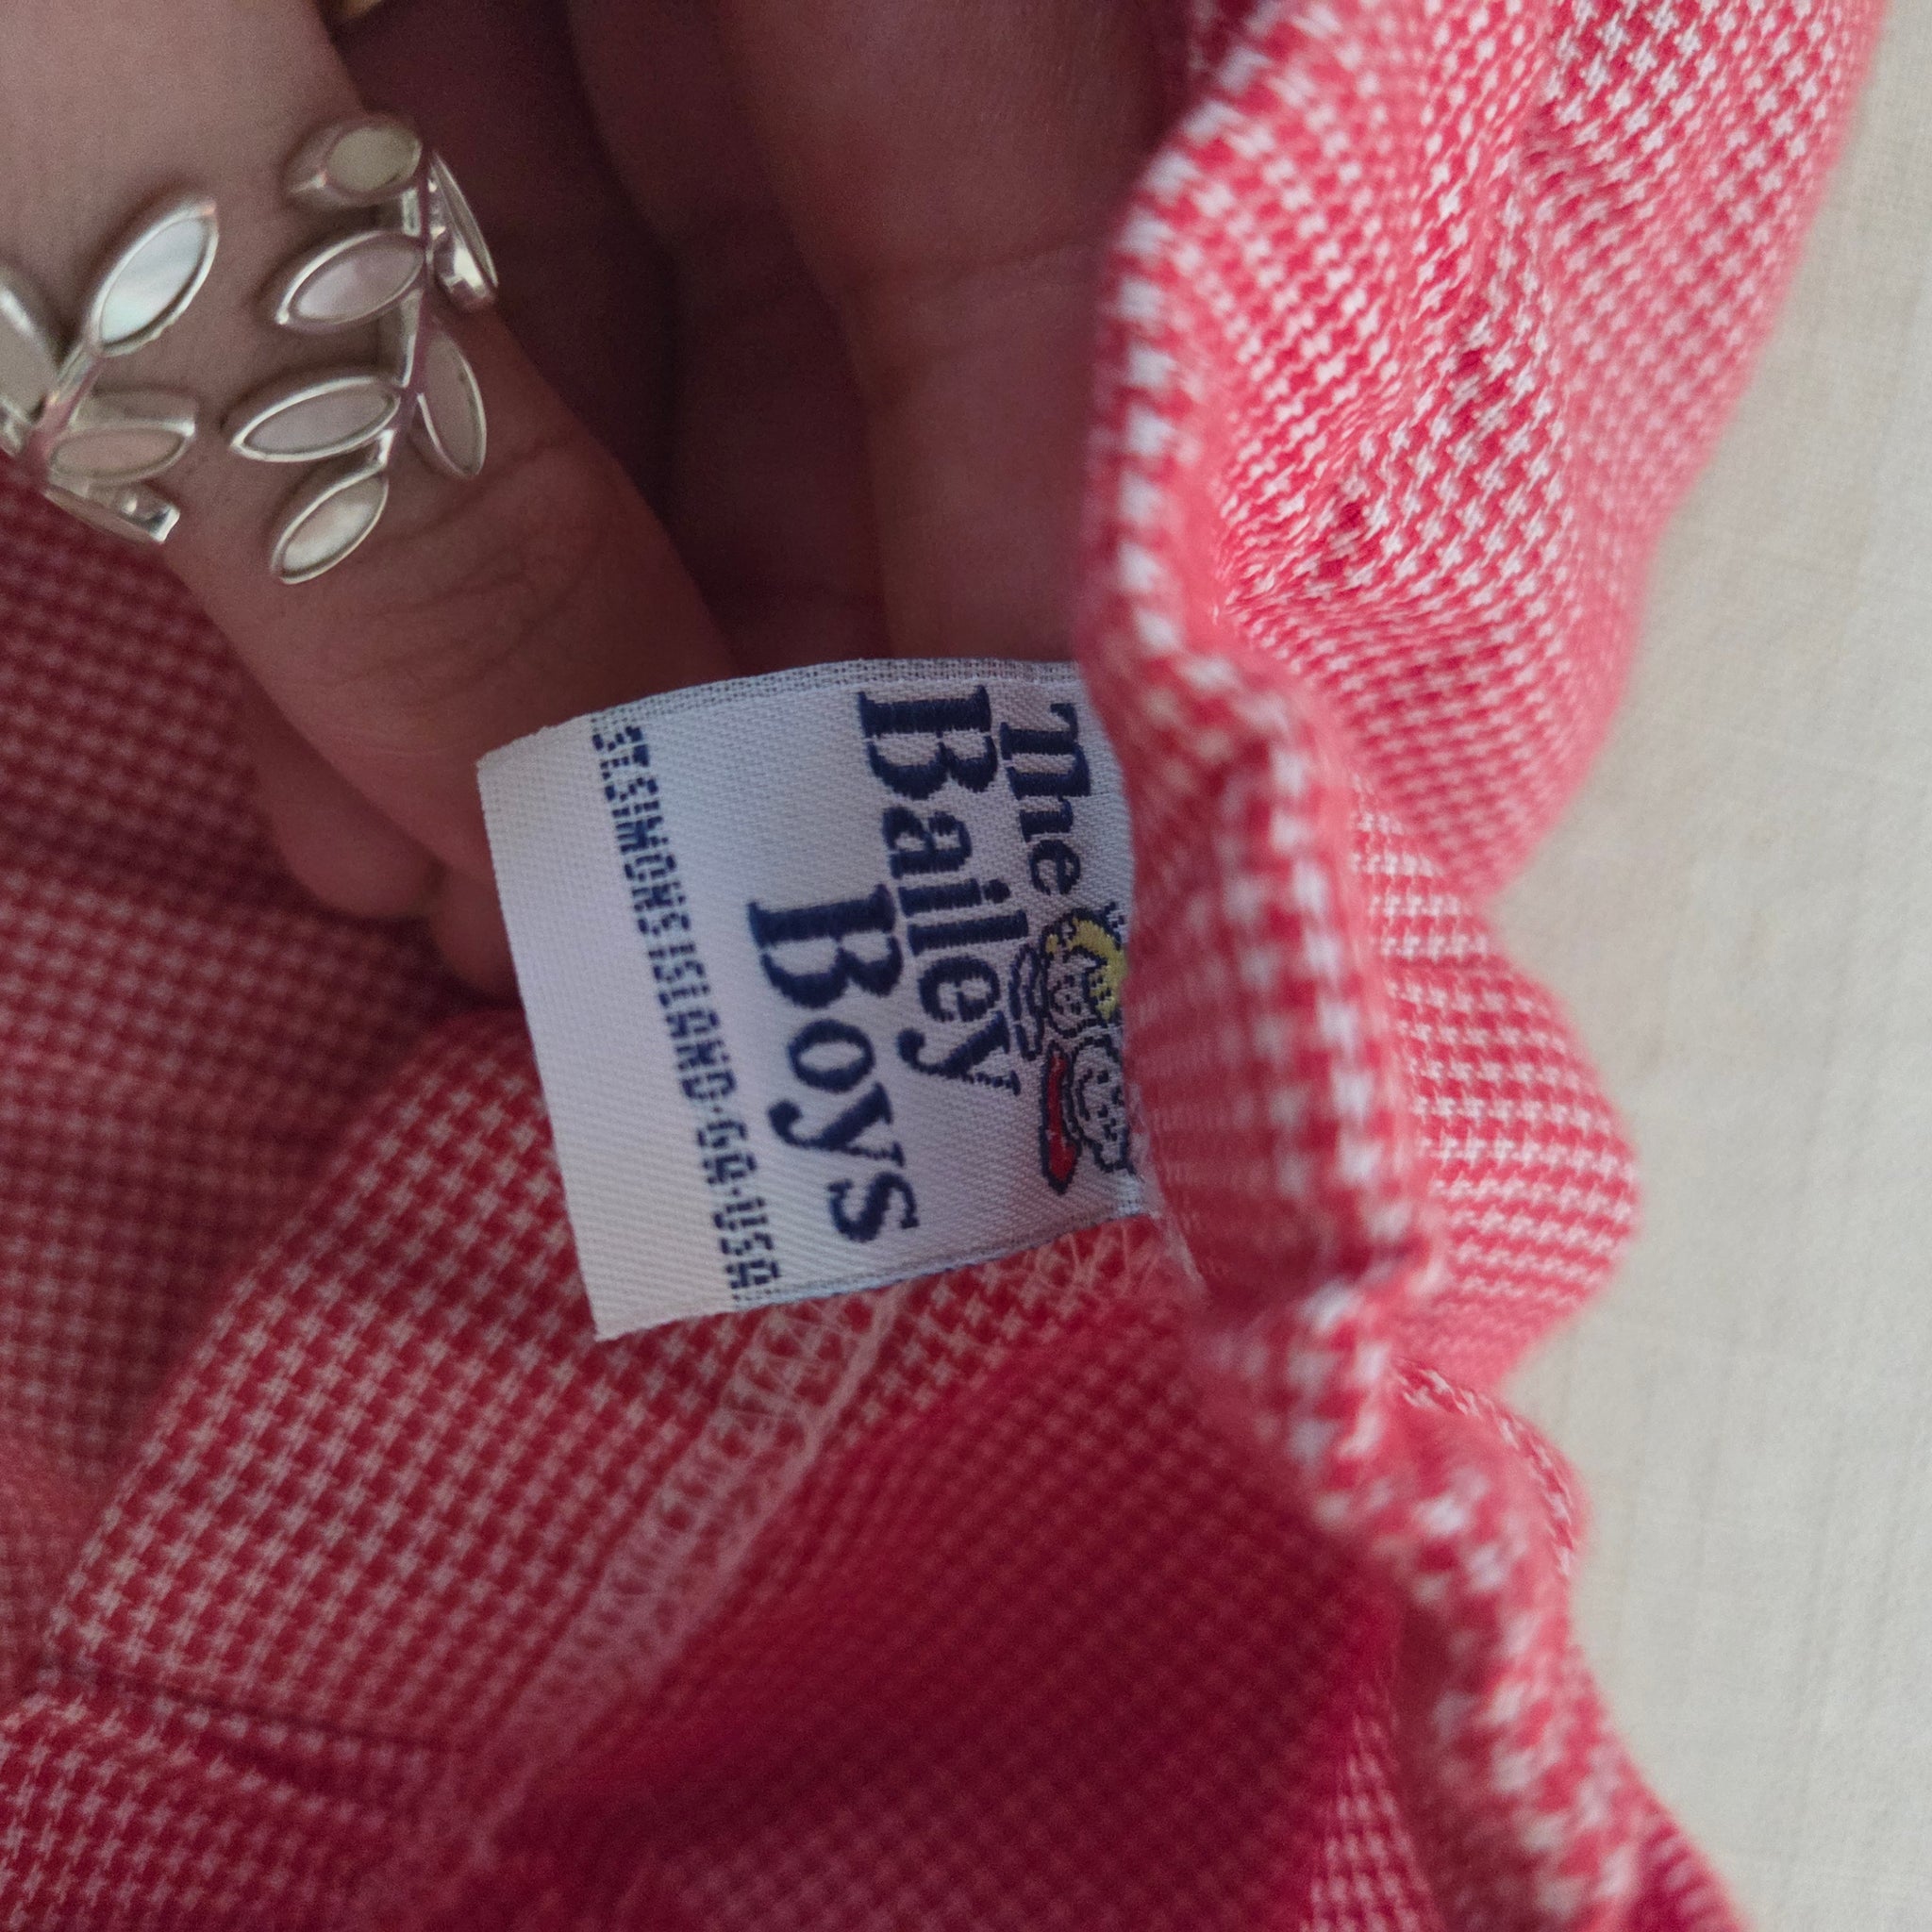 The
Bailey
Boys
ST.SIMONS ISLAND GA USA